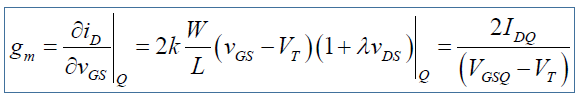 g_m = ∂i_D/∂v_GS |_Q = 2k W/L (v_GS − V_T)(1 + λv_DS)|_Q = 2I_DQ/(V_GSQ − V_T)